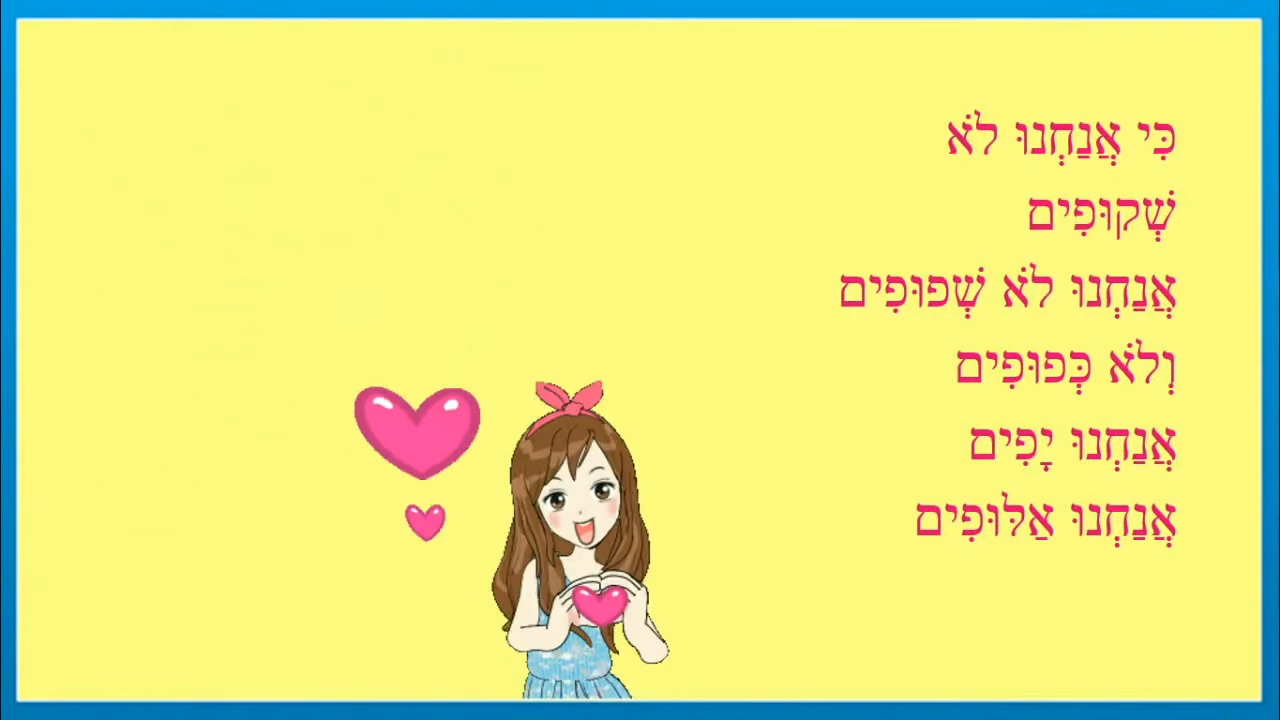 כִּי אֲנַחְנוּ לֹא
שְׁקוּפִים
אֲנַחְנוּ לֹא שְׁפוּפִים
וְלֹא כְּפוּפִים
אֲנַחְנוּ יָפִים
אֲנַחְנוּ אַלּוּפִים